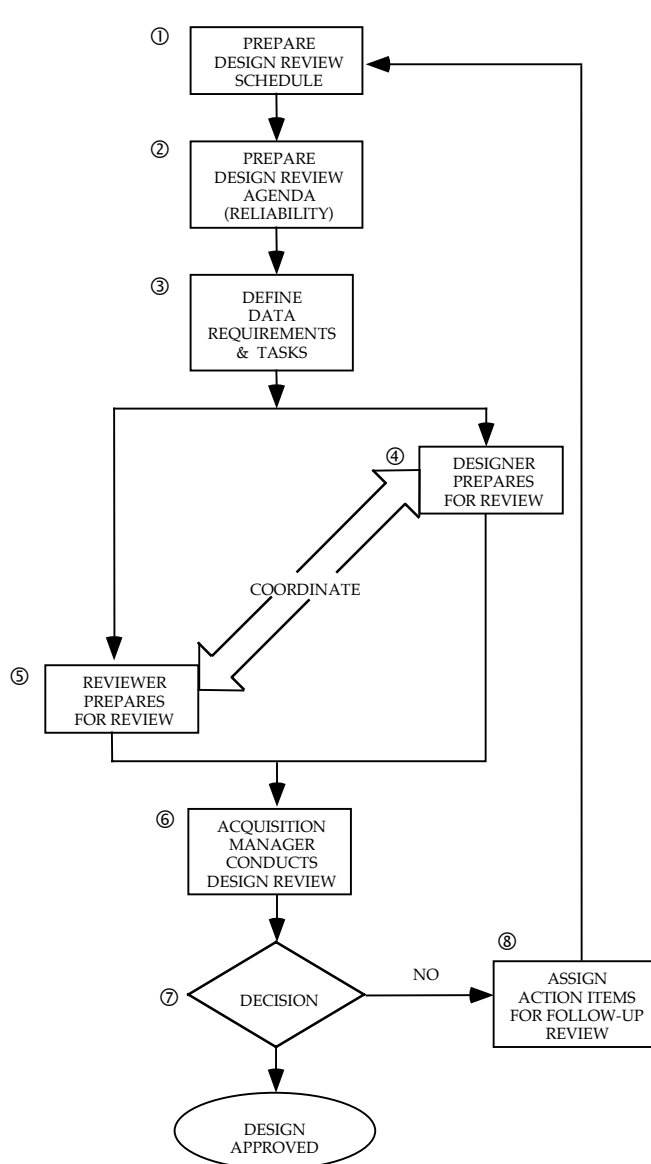 ①
PREPARE
DESIGN REVIEW
SCHEDULE
②
PREPARE
DESIGN REVIEW
AGENDA
(RELIABILITY)
③
DEFINE
DATA
REQUIREMENTS
& TASKS
④
DESIGNER
PREPARES
FOR REVIEW
COORDINATE
⑤
REVIEWER
PREPARES
FOR REVIEW
⑥
ACQUISITION
MANAGER
CONDUCTS
DESIGN REVIEW
⑦
DECISION
NO
⑧
ASSIGN
ACTION ITEMS
FOR FOLLOW-UP
REVIEW
DESIGN
APPROVED